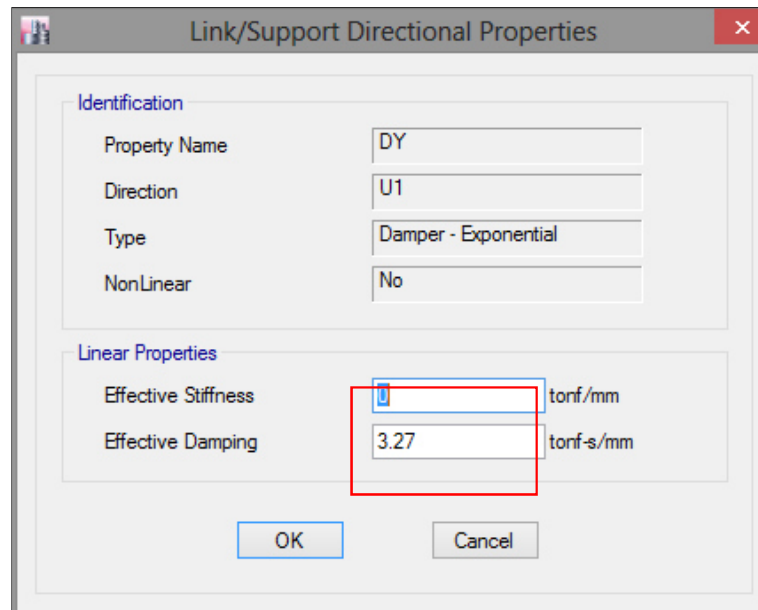 Link/Support Directional Properties
Identification
Property Name DY
Direction U1
Type Damper - Exponential
NonLinear No
Linear Properties
Effective Stiffness 0 tonf/mm
Effective Damping 3.27 tonf-s/mm
OK Cancel